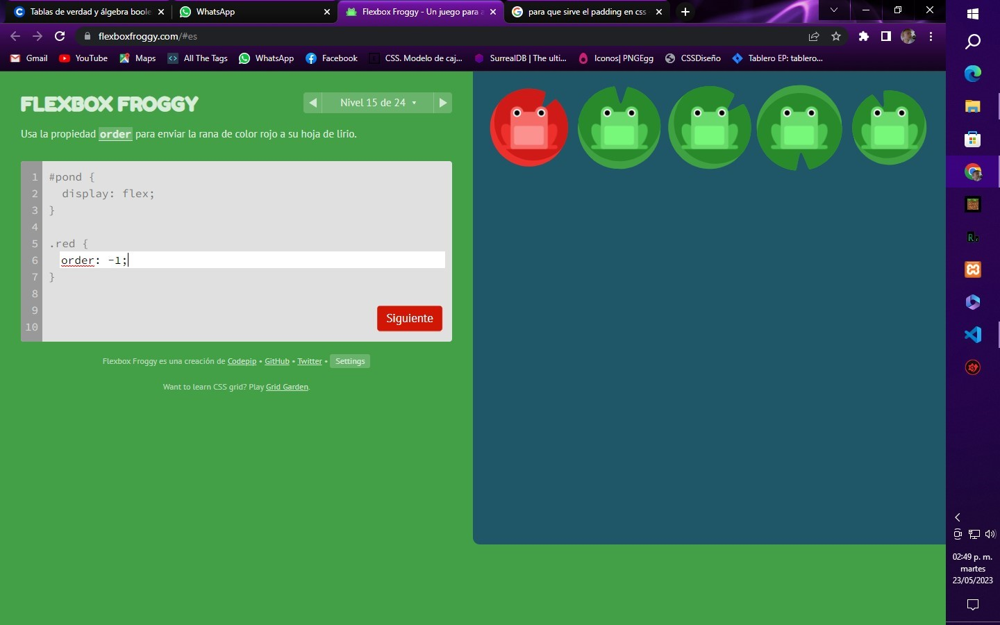 Tablas de verdad y álgebra boole
WhatsApp
Flexbox Froggy - Un juego para a
para que sirve el padding en css
flexboxfroggy.com/#es
Gmail
YouTube
Maps
All The Tags
WhatsApp
Facebook
CSS. Modelo de caj...
SurrealDB | The ulti...
Iconos| PNGEgg
CSSDiseño
Tablero EP: tablero...
FLEXBOX FROGGY
Nivel 15 de 24
Usa la propiedad order para enviar la rana de color rojo a su hoja de lirio.
1 #pond {
2 display: flex;
3 }
4
5 .red {
6 order: -1;
7 }
8
9
10
Siguiente
Flexbox Froggy es una creación de Codepip • GitHub • Twitter • Settings
Want to learn CSS grid? Play Grid Garden.
02:49 p. m.
martes
23/05/2023